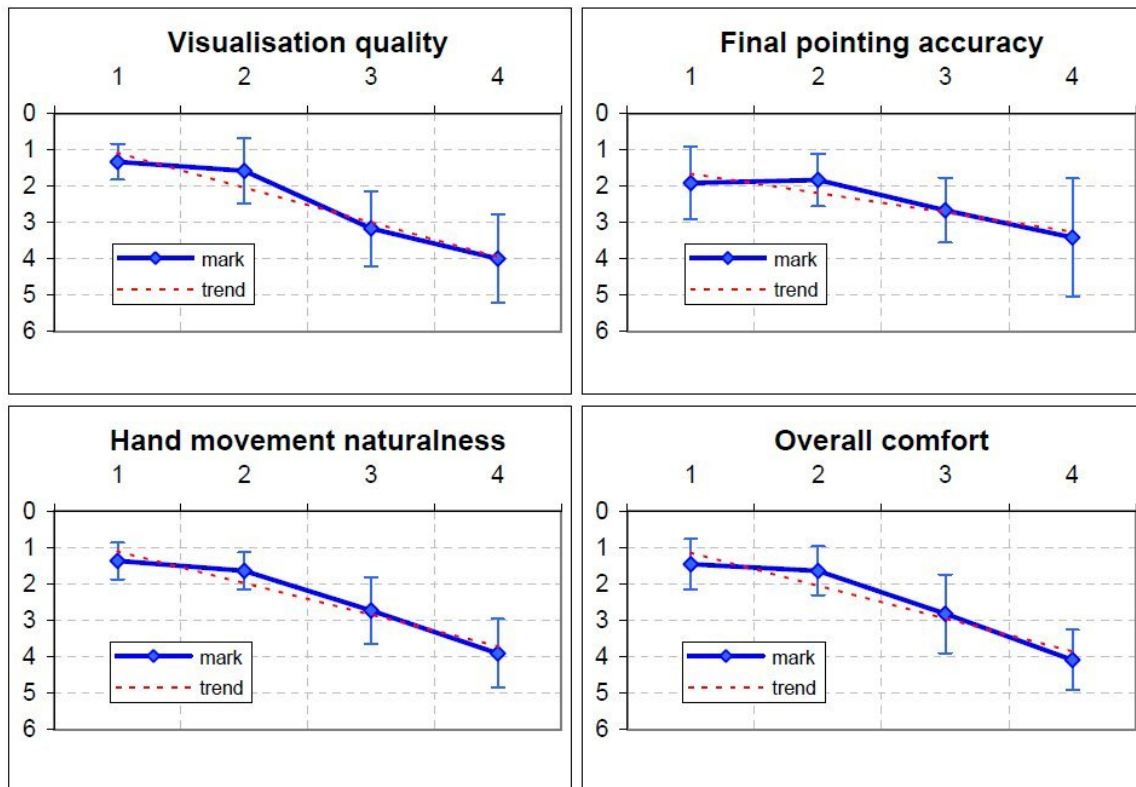 Visualisation quality
1 2 3 4
0
1
2
3
4
5
6
mark
trend
Final pointing accuracy
1 2 3 4
0
1
2
3
4
5
6
mark
trend
Hand movement naturalness
1 2 3 4
0
1
2
3
4
5
6
mark
trend
Overall comfort
1 2 3 4
0
1
2
3
4
5
6
mark
trend